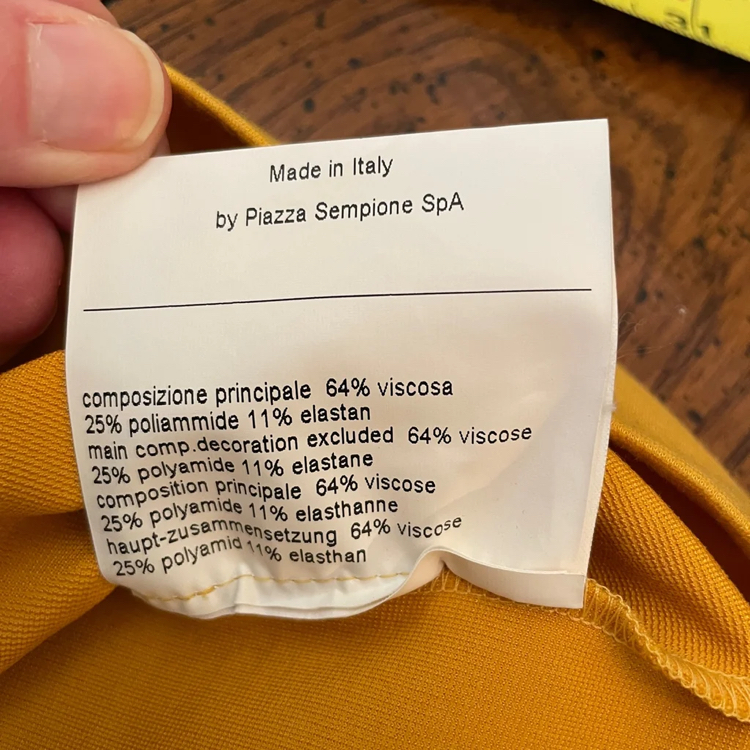 Made in Italy
by Piazza Sempione SpA
composizione principale 64% viscosa
25% poliammide 11% elastan
main comp.decoration excluded 64% viscose
25% polyamide 11% elastane
composition principale 64% viscose
25% polyamide 11% elasthanne
haupt-zusammensetzung 64% viscose
25% polyamid 11% elasthan